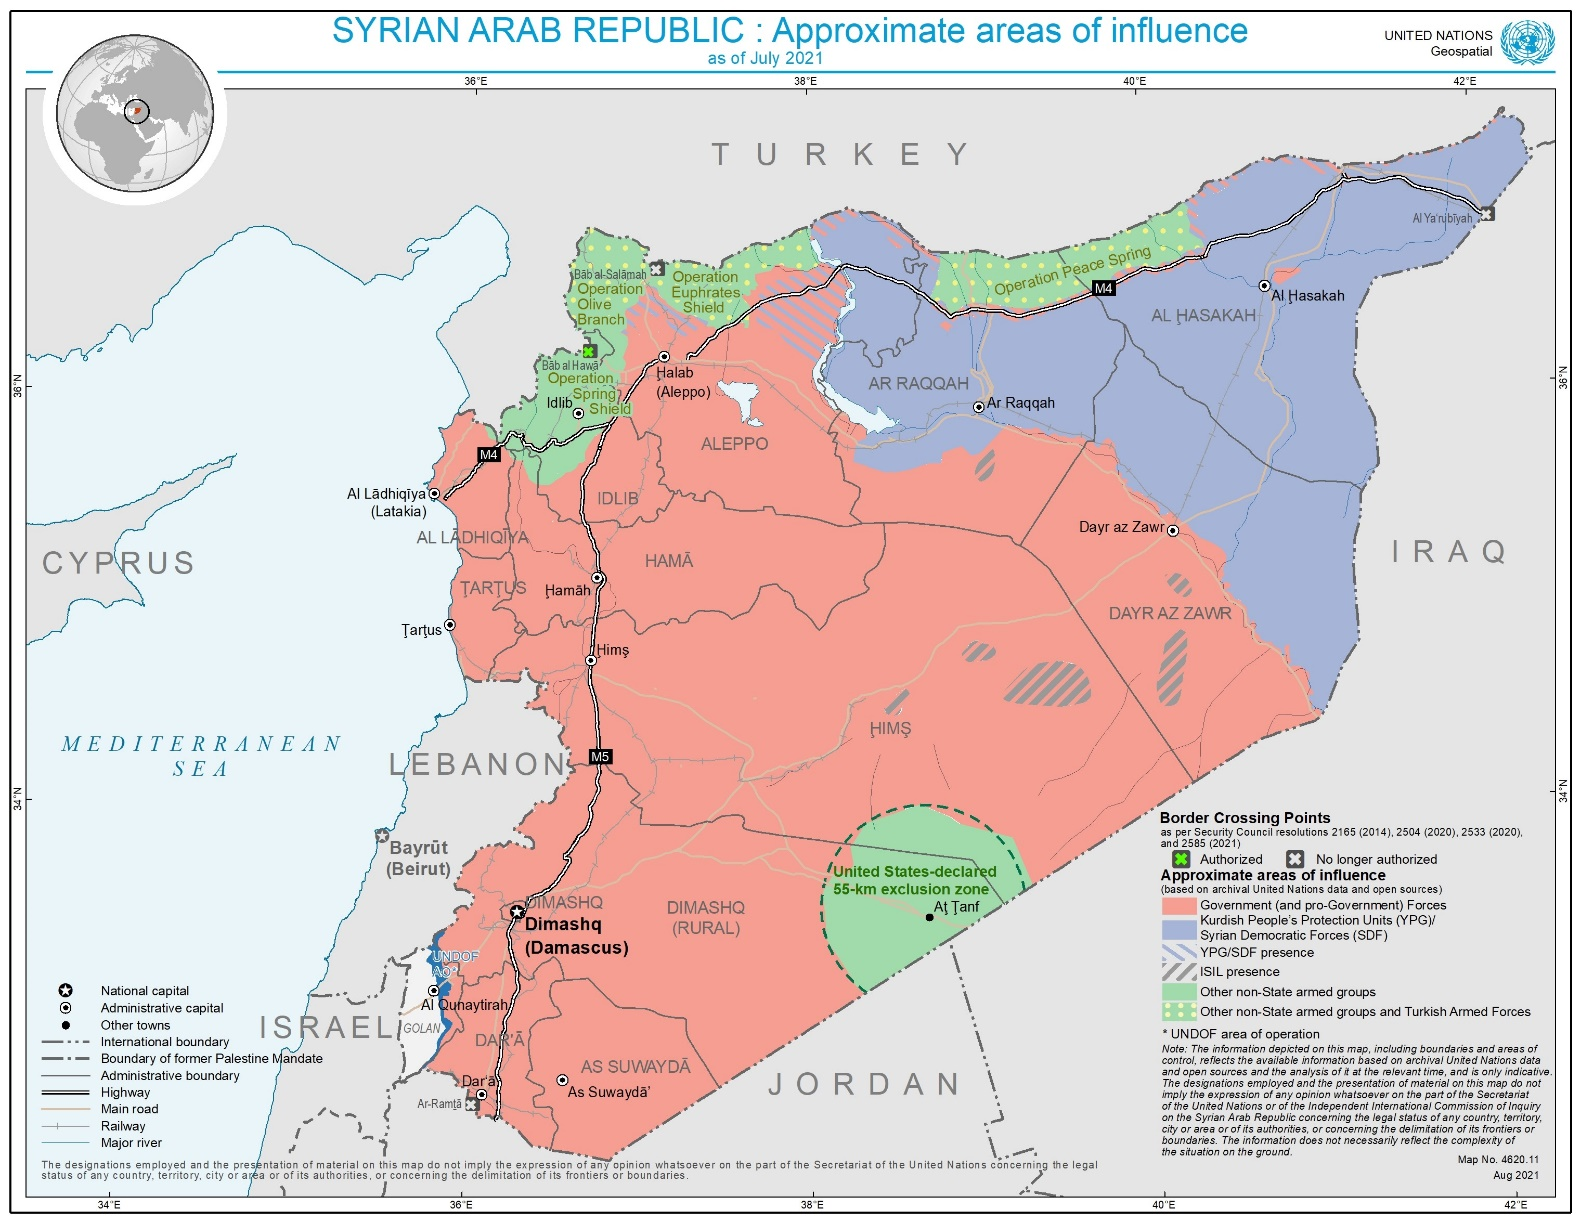 SYRIAN ARAB REPUBLIC : Approximate areas of influence
as of July 2021
UNITED NATIONS
Geospatial
36°E
38°E
40°E
42°E
TURKEY
Al Ya'rubīyah
Bāb al-Salāmah
Operation
Olive
Branch
Operation
Euphrates
Shield
Operation Peace Spring
M4
Al Ḩasakah
AL ḨASAKAH
36°N
36°N
Bāb al Hawā
Operation
Spring
Shield
Idlib
Ḩalab
(Aleppo)
AR RAQQAH
Ar Raqqah
ALEPPO
M4
Al Lādhiqīya
(Latakia)
IDLIB
AL LĀDHIQĪYA
Dayr az Zawr
CYPRUS
IRAQ
HAMĀ
ŢARŢUS
Ḩamāh
DAYR AZ ZAWR
Ţarţus
Ḩimş
ḨIMŞ
MEDITERRANEAN
SEA
LEBANON
M5
34°N
34°N
Bayrūt
(Beirut)
United States-declared
55-km exclusion zone
Aţ Ţanf
DIMASHQ
Dimashq
(Damascus)
DIMASHQ
(RURAL)
UNDOF
AO*
Al Qunayţirah
ISRAEL
GOLAN
DAR'Ā
AS SUWAYDĀ
Dar'ā
As Suwaydā'
Ar-Ramţā
JORDAN
National capital
Administrative capital
Other towns
International boundary
Boundary of former Palestine Mandate
Administrative boundary
Highway
Main road
Railway
Major river
Border Crossing Points
as per Security Council resolutions 2165 (2014), 2504 (2020), 2533 (2020),
and 2585 (2021)
Authorized
No longer authorized
Approximate areas of influence
(based on archival United Nations data and open sources)
Government (and pro-Government) Forces
Kurdish People's Protection Units (YPG)/
Syrian Democratic Forces (SDF)
YPG/SDF presence
ISIL presence
Other non-State armed groups
Other non-State armed groups and Turkish Armed Forces
* UNDOF area of operation
Note: The information depicted on this map, including boundaries and areas of
control, reflects the available information based on archival United Nations data
and open sources and the analysis of it at the relevant time, and is only indicative.
The designations employed and the presentation of material on this map do not
imply the expression of any opinion whatsoever on the part of the Secretariat
of the United Nations or of the Independent International Commission of Inquiry
on the Syrian Arab Republic concerning the legal status of any country, territory,
city or area or of its authorities, or concerning the delimitation of its frontiers or
boundaries. The information does not necessarily reflect the complexity of
the situation on the ground.
Map No. 4620.11
Aug 2021
The designations employed and the presentation of material on this map do not imply the expression of any opinion whatsoever on the part of the Secretariat of the United Nations concerning the legal
status of any country, territory, city or area or of its authorities, or concerning the delimitation of its frontiers or boundaries.
34°E
36°E
38°E
40°E
42°E